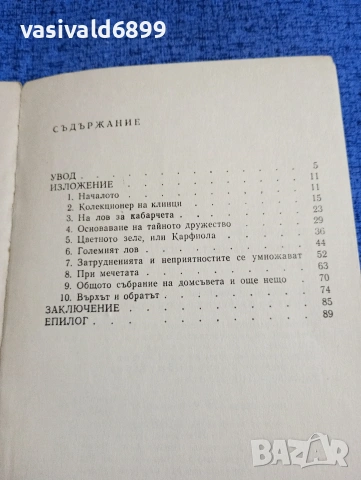 vasivald6899
СЪДЪРЖАНИЕ
УВОД . . . . . . . . . . 5
ИЗЛОЖЕНИЕ . . . . . . . . . . 11
1. Началото . . . . . . . . . . 11
2. Колекционер на клинци . . . . . . . 15
3. На лов за кабарчета . . . . . . . 23
4. Основаване на тайното дружество . . . . 29
5. Цветното зеле, или Карфиола . . . . 36
6. Големият лов . . . . . . . . 44
7. Затрудненията и неприятностите се умножават 52
8. При мечетата . . . . . . . . 63
9. Общото събрание на домсъвета и още нещо . 70
10. Върхът и обратът . . . . . . . 74
ЗАКЛЮЧЕНИЕ . . . . . . . . . 85
ЕПИЛОГ . . . . . . . . . . 89
BAZAR